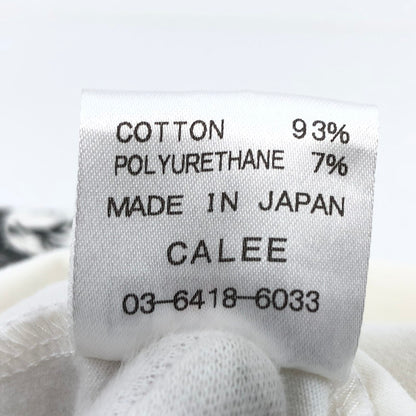 COTTON 93%
POLYURETHANE 7%
MADE IN JAPAN
CALEE
03-6418-6033